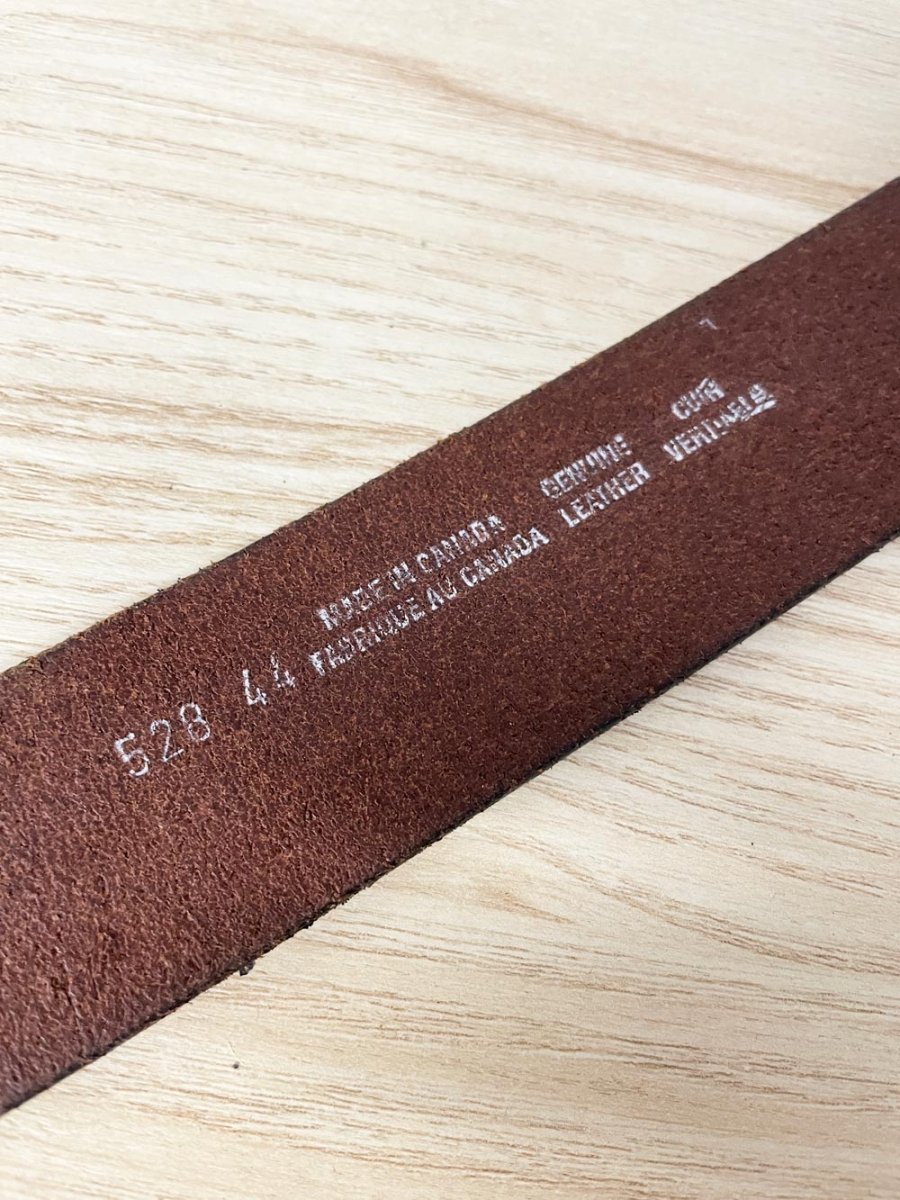 528 44
MADE IN CANADA GENUINE CUIR
FABRIQUE AU CANADA LEATHER VERITABLE